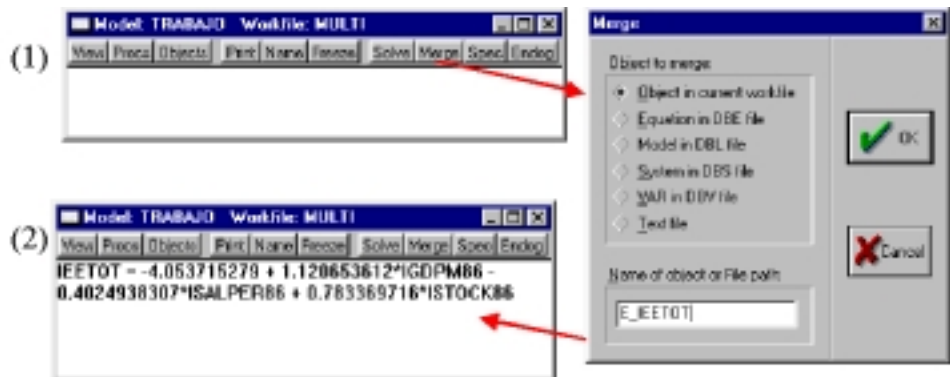 (1)
Model: TRABAJO Workfile: MULTI
View Procs Objects Print Name Freeze Solve Merge Spec Endog
Merge
Object to merge:
Object in current workfile
Equation in DBE file
Model in DBL file
System in DBS file
VAR in DBV file
Text file
OK
Cancel
Name of object or File path:
E_IEETOT
(2)
Model: TRABAJO Workfile: MULTI
View Procs Objects Print Name Freeze Solve Merge Spec Endog
IEETOT = -4.053715279 + 1.120653612*IGDPM86 -
0.4024938307*ISALPER86 + 0.783369716*ISTOCK86